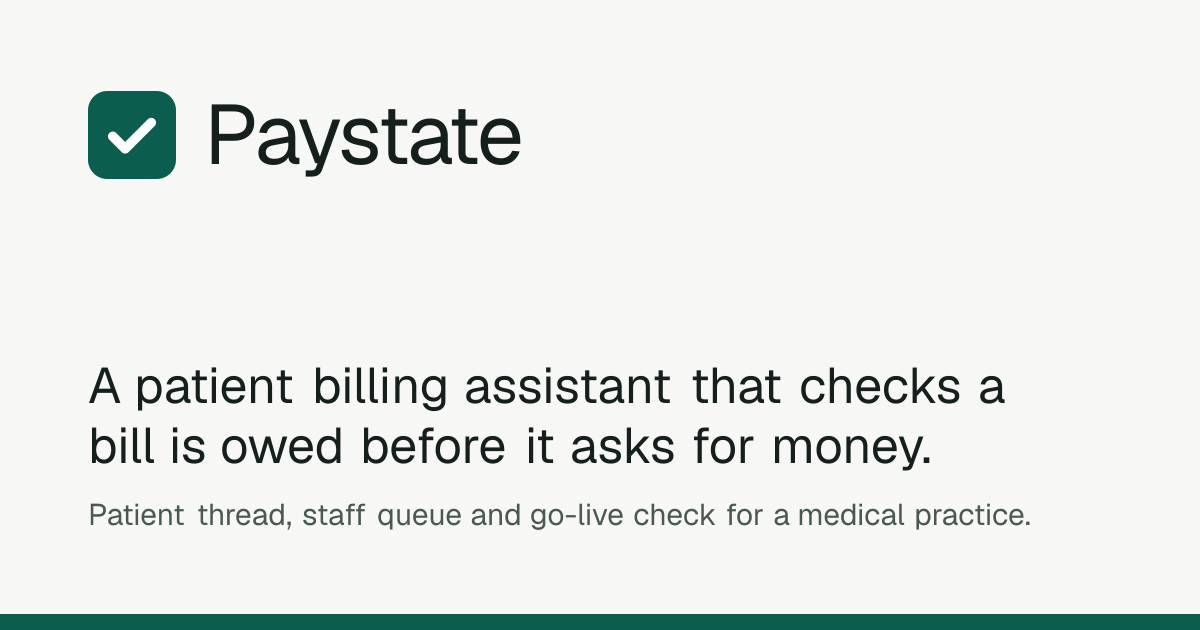 Paystate
A patient billing assistant that checks a
bill is owed before it asks for money.
Patient thread, staff queue and go-live check for a medical practice.